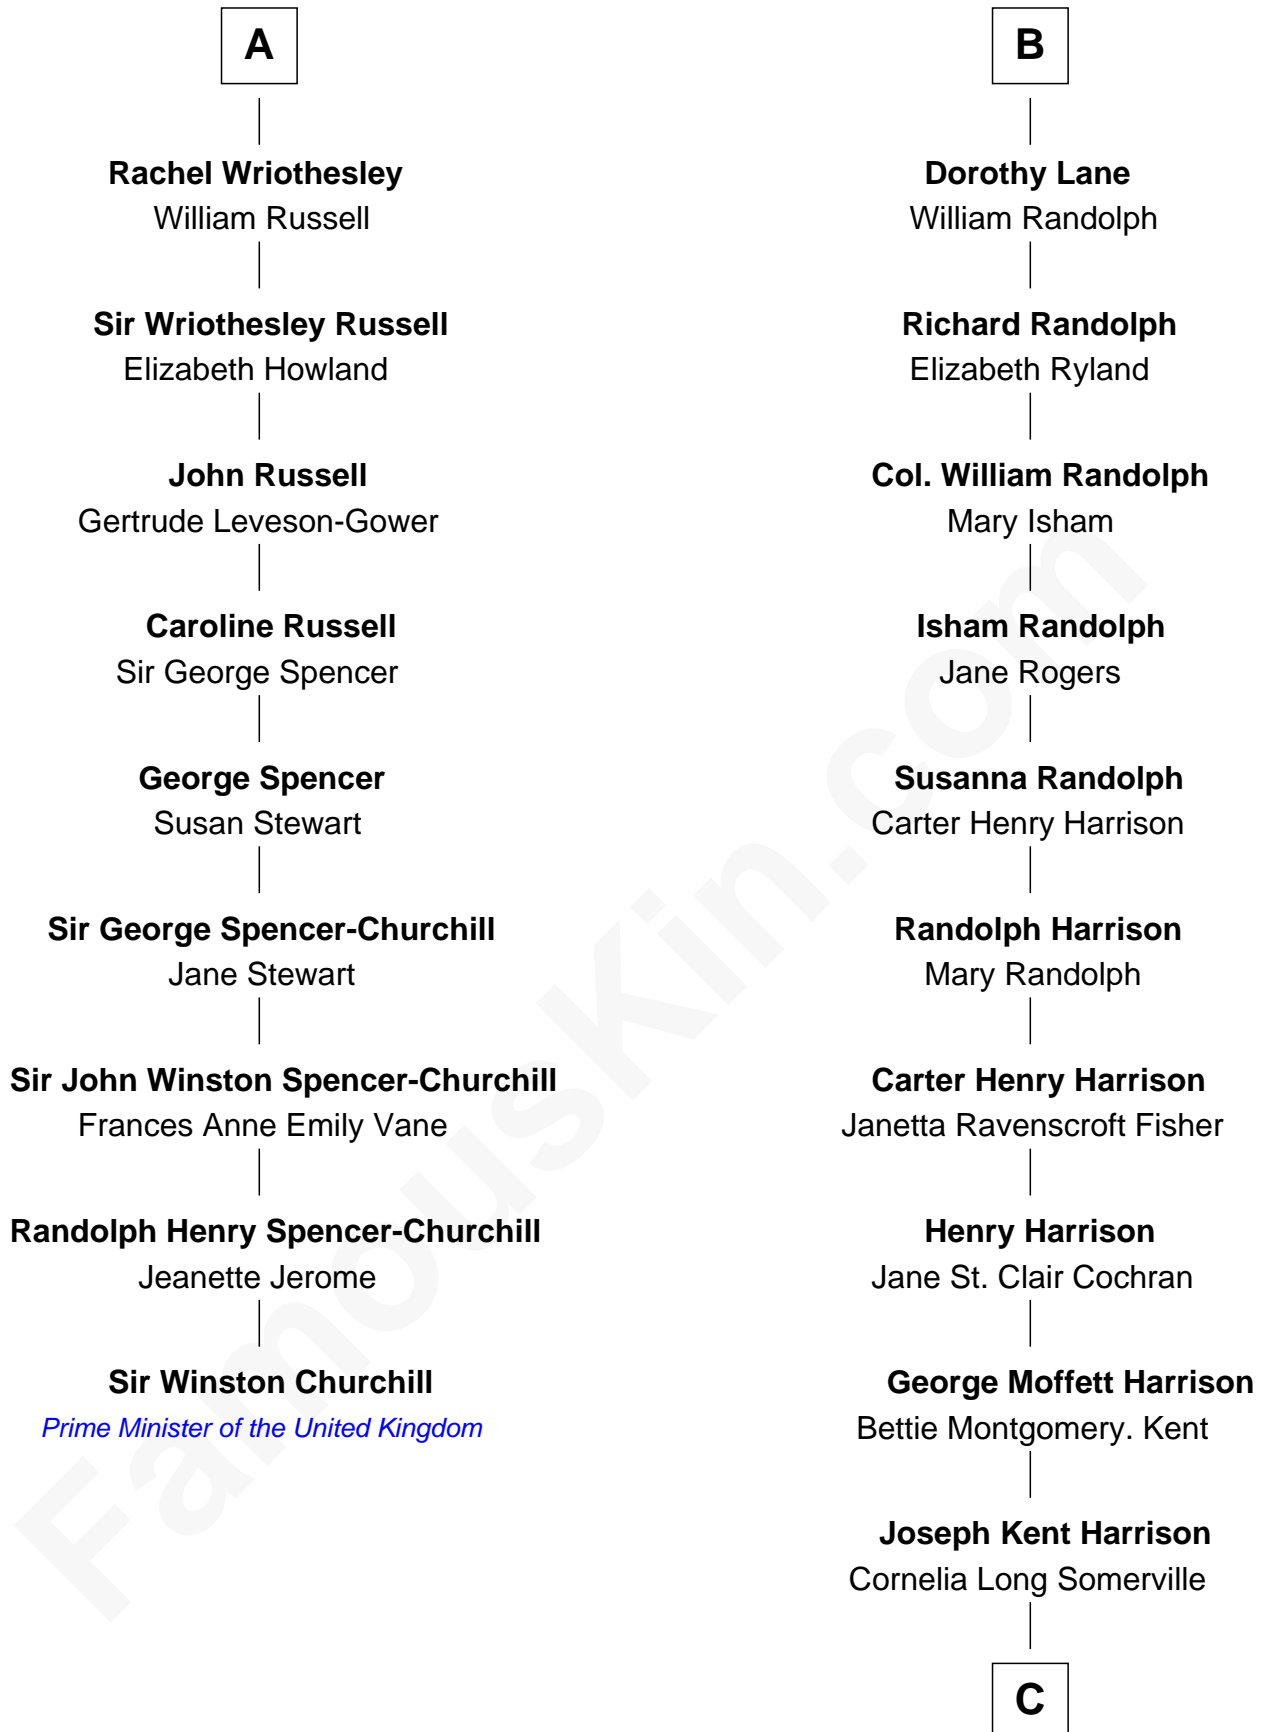 A
Rachel Wriothesley
William Russell
Sir Wriothesley Russell
Elizabeth Howland
John Russell
Gertrude Leveson-Gower
Caroline Russell
Sir George Spencer
George Spencer
Susan Stewart
Sir George Spencer-Churchill
Jane Stewart
Sir John Winston Spencer-Churchill
Frances Anne Emily Vane
Randolph Henry Spencer-Churchill
Jeanette Jerome
Sir Winston Churchill
Prime Minister of the United Kingdom
B
Dorothy Lane
William Randolph
Richard Randolph
Elizabeth Ryland
Col. William Randolph
Mary Isham
Isham Randolph
Jane Rogers
Susanna Randolph
Carter Henry Harrison
Randolph Harrison
Mary Randolph
Carter Henry Harrison
Janetta Ravenscroft Fisher
Henry Harrison
Jane St. Clair Cochran
George Moffett Harrison
Bettie Montgomery. Kent
Joseph Kent Harrison
Cornelia Long Somerville
C
FamousKin.com